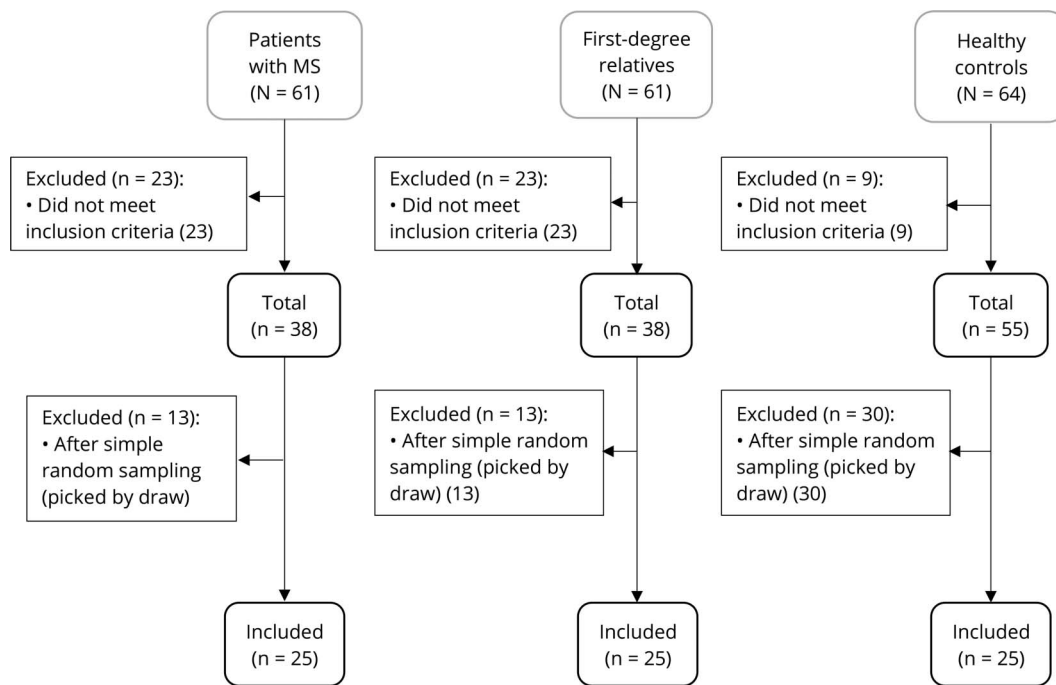 Patients
with MS
(N = 61)
First-degree
relatives
(N = 61)
Healthy
controls
(N = 64)
Excluded (n = 23):
• Did not meet
inclusion criteria (23)
Excluded (n = 23):
• Did not meet
inclusion criteria (23)
Excluded (n = 9):
• Did not meet
inclusion criteria (9)
Total
(n = 38)
Total
(n = 38)
Total
(n = 55)
Excluded (n = 13):
• After simple
random sampling
(picked by draw)
Excluded (n = 13):
• After simple random
sampling (picked by
draw) (13)
Excluded (n = 30):
• After simple random
sampling (picked by
draw) (30)
Included
(n = 25)
Included
(n = 25)
Included
(n = 25)